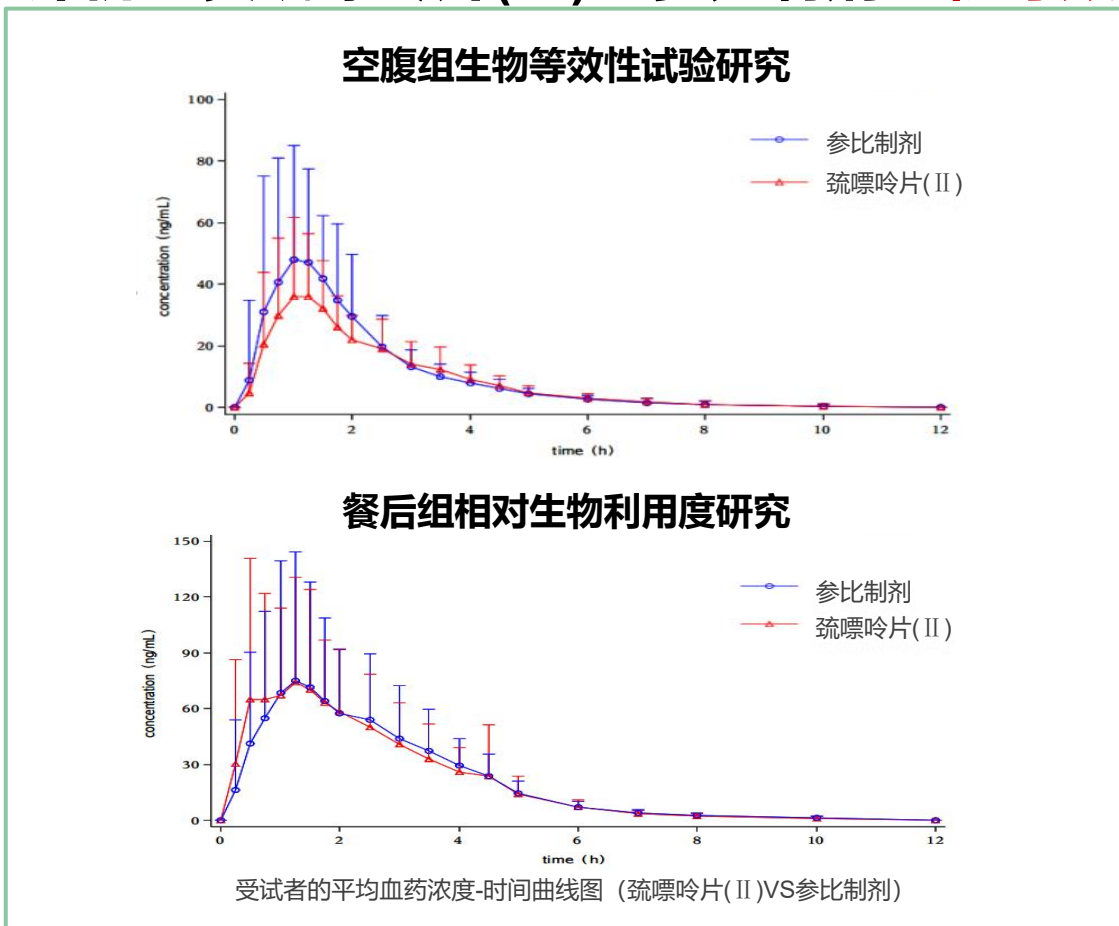 空腹组生物等效性试验研究
100
80
60
40
20
0
concentration (ng/mL)
参比制剂
巯嘌呤片(Ⅱ)
0 2 4 6 8 10 12
time (h)
餐后组相对生物利用度研究
150
120
90
60
30
0
concentration (ng/mL)
参比制剂
巯嘌呤片(Ⅱ)
0 2 4 6 8 10 12
time (h)
受试者的平均血药浓度-时间曲线图（巯嘌呤片(Ⅱ)VS参比制剂）